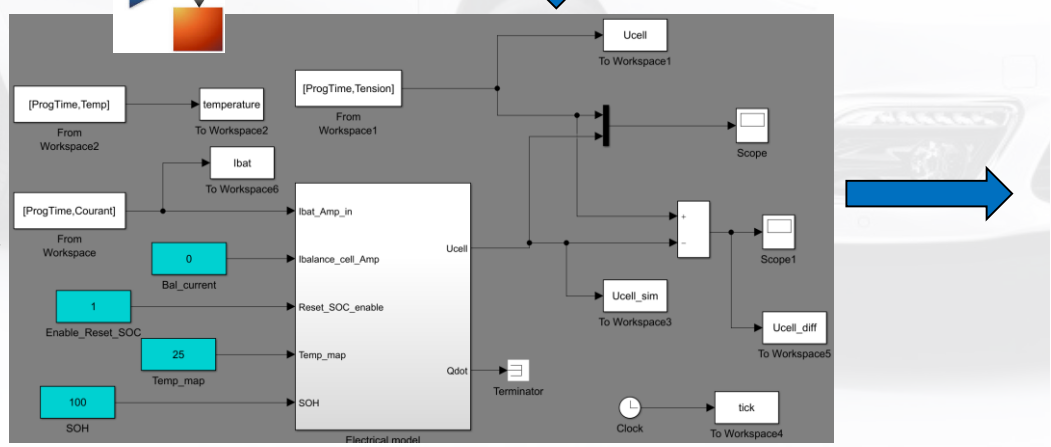 Ucell
To Workspace1
[ProgTime,Tension]
From
Workspace1
[ProgTime,Temp]
From
Workspace2
temperature
To Workspace2
Ibat
To Workspace6
Scope
[ProgTime,Courant]
From
Workspace
Ibat_Amp_in
Ibalance_cell_Amp
Reset_SOC_enable
Temp_map
SOH
Ucell
Qdot
Electrical model
0
Bal_current
1
Enable_Reset_SOC
25
Temp_map
100
SOH
+
−
Scope1
Ucell_sim
To Workspace3
Ucell_diff
To Workspace5
Terminator
Clock
tick
To Workspace4